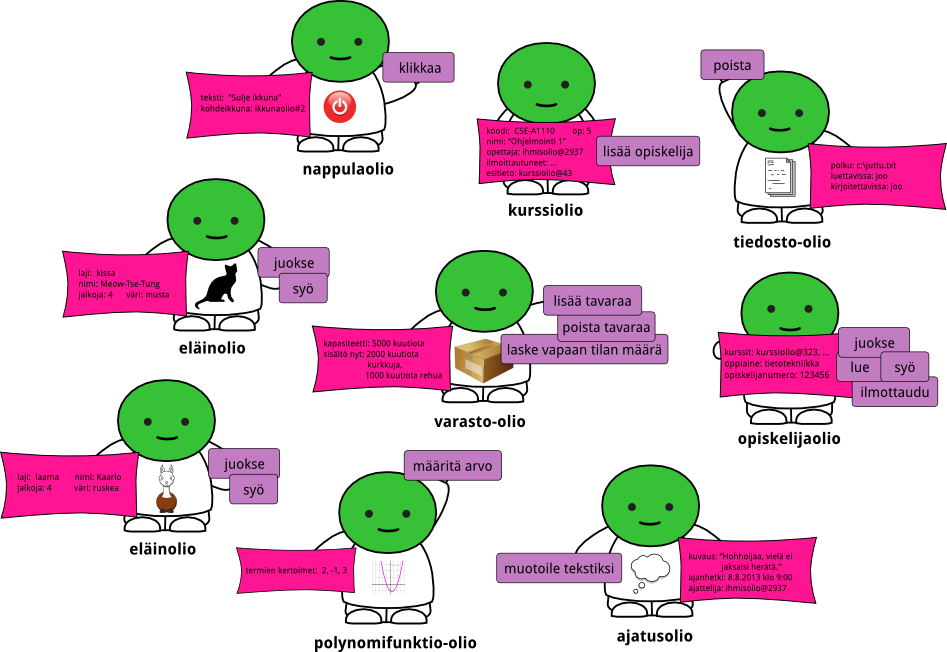 klikkaa
teksti: "Sulje ikkuna"
kohdeikkuna: ikkunaolio#2
nappulaolio
koodi: CSE-A1110 op: 5
nimi: "Ohjelmointi 1"
opettaja: ihmisolio@2937
ilmoittautuneet: ...
esitieto: kurssiolio@43
lisää opiskelija
kurssiolio
poista
polku: c:\juttu.txt
luettavissa: joo
kirjoitettavissa: joo
tiedosto-olio
laji: kissa
nimi: Meow-Tse-Tung
jalkoja: 4 väri: musta
juokse
syö
eläinolio
kapasiteetti: 5000 kuutiota
sisältö nyt: 2000 kuutiota
kurkkuja,
1000 kuutiota rehua
lisää tavaraa
poista tavaraa
laske vapaan tilan määrä
varasto-olio
kurssit: kurssiolio@323, ...
oppiaine: tietotekniikka
opiskelijanumero: 123456
juokse
lue
syö
ilmottaudu
opiskelijaolio
laji: laama nimi: Kaarlo
jalkoja: 4 väri: ruskea
juokse
syö
eläinolio
määritä arvo
termien kertoimet: 2, -1, 3
polynomifunktio-olio
muotoile tekstiksi
kuvaus: "Hohhoijaa, vielä ei
jaksaisi herätä."
ajanhetki: 8.8.2013 klo 9:00
ajattelija: ihmisolio@2937
ajatusolio